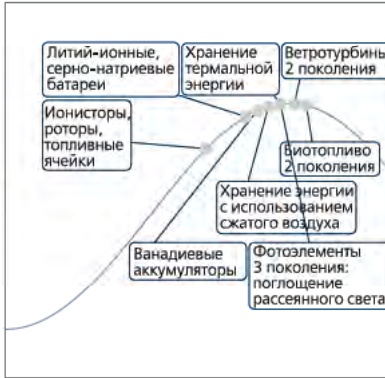 Литий-ионные,
серно-натриевые
батареи
Хранение
термальной
энергии
Ветротурбины
2 поколения
Ионисторы,
роторы,
топливные
ячейки
Биотопливо
2 поколения
Хранение энергии
с использованием
сжатого воздуха
Ванадиевые
аккумуляторы
Фотоэлементы
3 поколения:
поглощение
рассеянного света